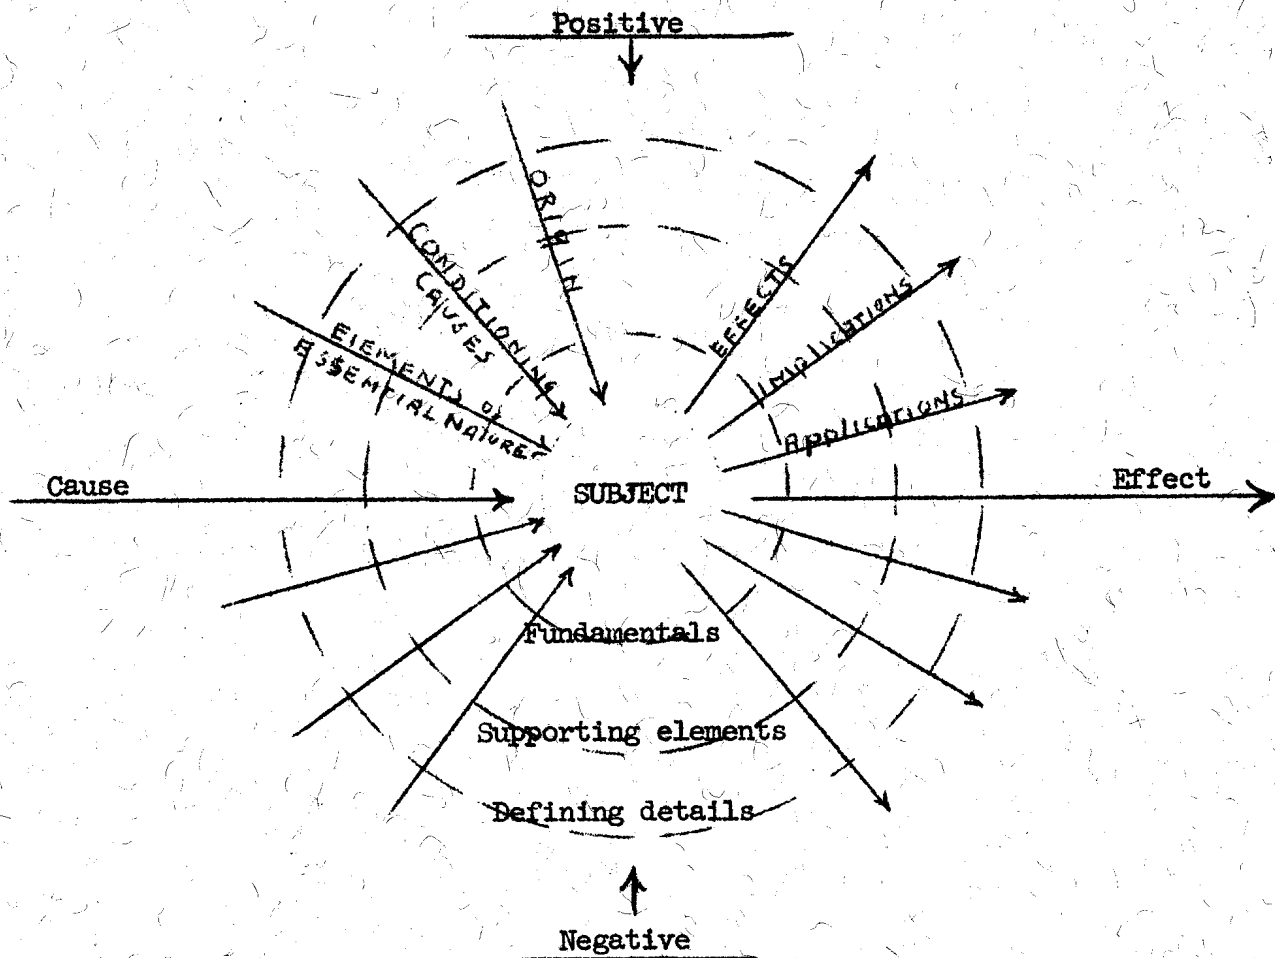 Positive
ORIGIN
CONDITIONING
CAUSES
EFFECTS
IMPLICATIONS
ELEMENTS OF
ESSENTIAL NATURE
APPlICATIONS
Cause
SUBJECT
Effect
Fundamentals
Supporting elements
Defining details
Negative